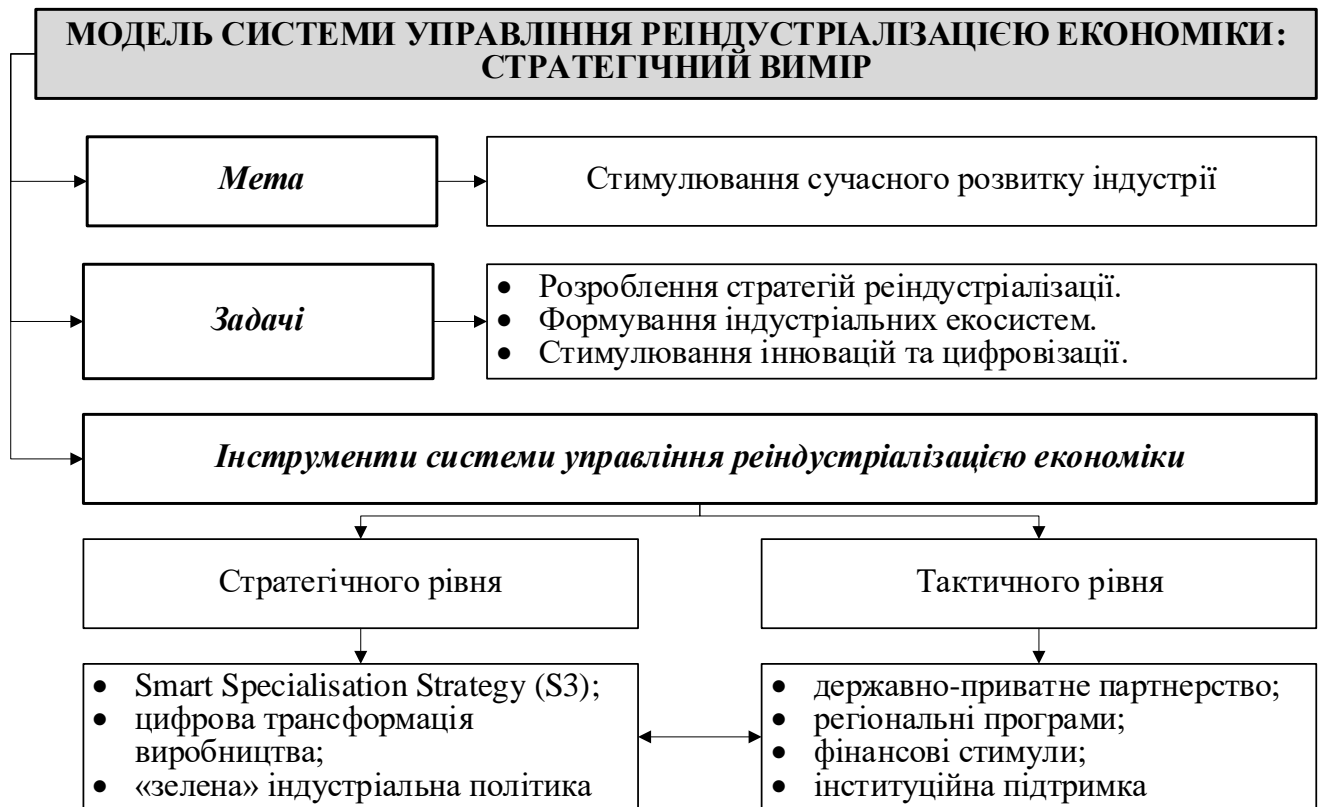 МОДЕЛЬ СИСТЕМИ УПРАВЛІННЯ РЕІНДУСТРІАЛІЗАЦІЄЮ ЕКОНОМІКИ:
СТРАТЕГІЧНИЙ ВИМІР
Мета
Стимулювання сучасного розвитку індустрії
Задачі
• Розроблення стратегій реіндустріалізації.
• Формування індустріальних екосистем.
• Стимулювання інновацій та цифровізації.
Інструменти системи управління реіндустріалізацією економіки
Стратегічного рівня
Тактичного рівня
• Smart Specialisation Strategy (S3);
• цифрова трансформація
виробництва;
• «зелена» індустріальна політика
• державно-приватне партнерство;
• регіональні програми;
• фінансові стимули;
• інституційна підтримка